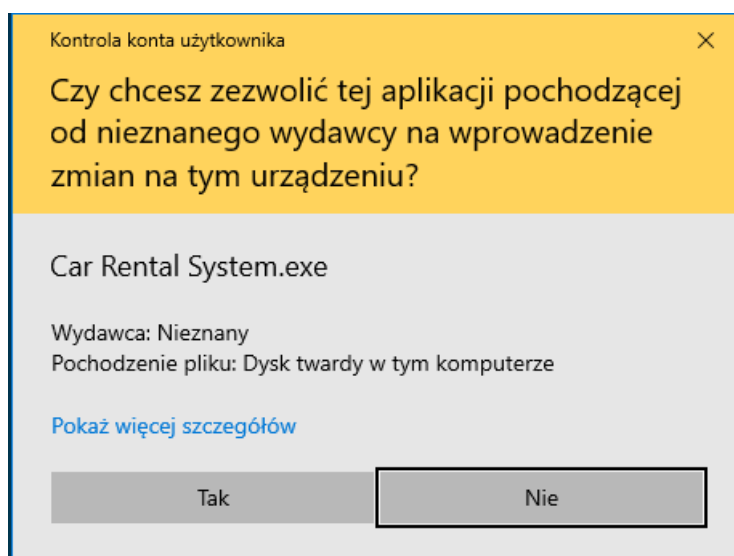 Kontrola konta użytkownika
Czy chcesz zezwolić tej aplikacji pochodzącej
od nieznanego wydawcy na wprowadzenie
zmian na tym urządzeniu?
Car Rental System.exe
Wydawca: Nieznany
Pochodzenie pliku: Dysk twardy w tym komputerze
Pokaż więcej szczegółów
Tak
Nie